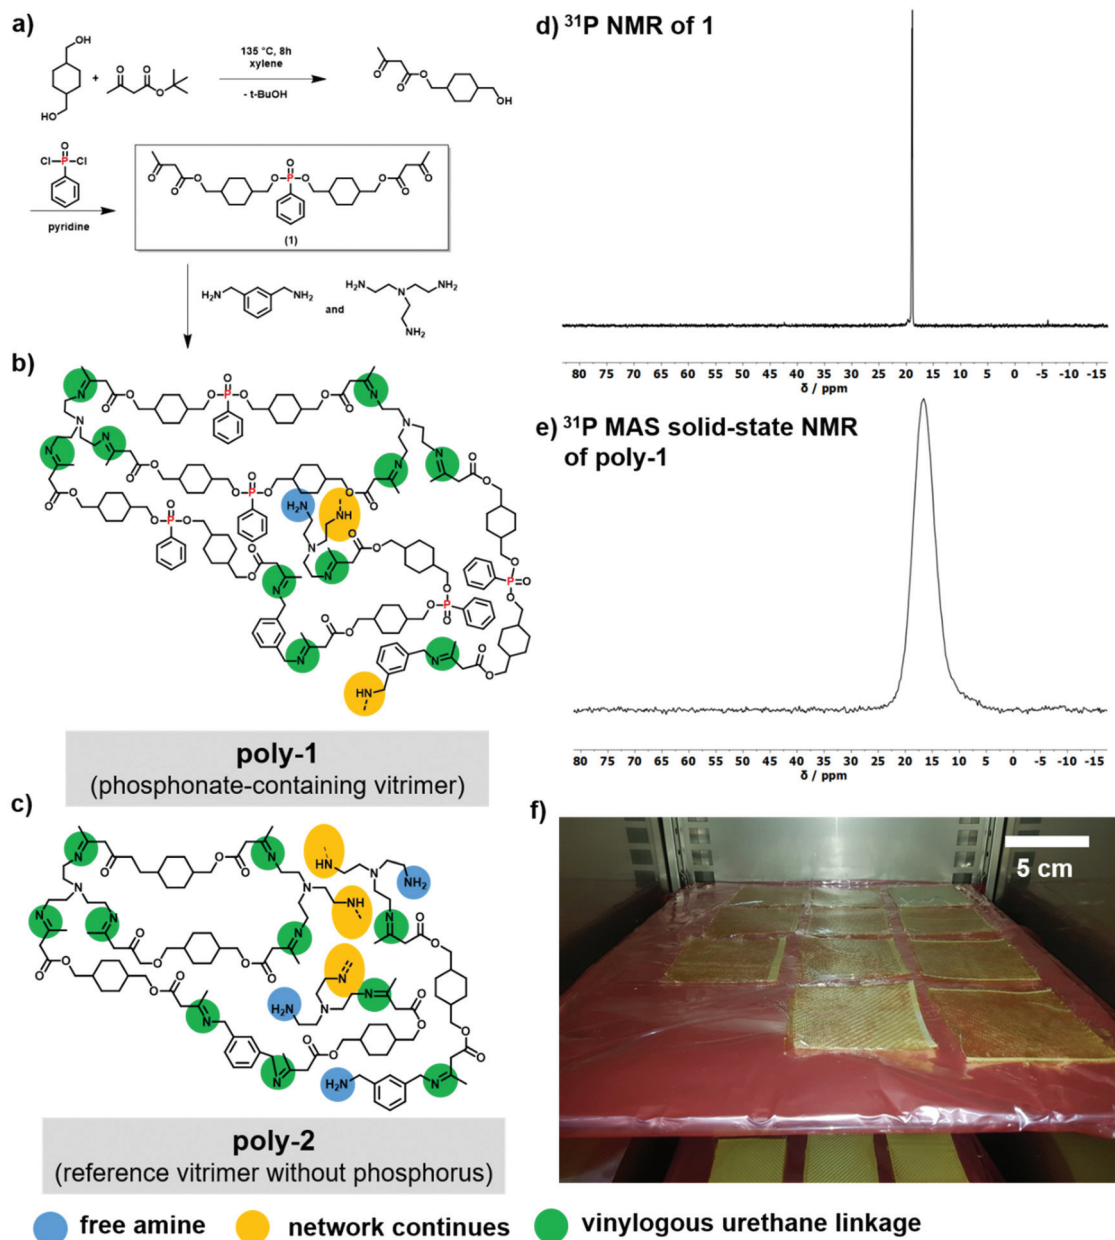 a)
OH
HO
+
O
O
O
135 °C, 8h
xylene
- t-BuOH
O
O
O
OH
O
Cl P Cl
pyridine
O
O
O
O
O P O
O
O
O
O
(1)
H₂N
NH₂
and
H₂N
NH₂
N
NH₂
b)
N
O
O
O
O P O
O
O
N
N
N
N
N
N
N
O
O
O
O P O
O
O
O
O
H₂N
NH
O
O
O
O P O
O
O
N
N
O
O
O
O P O
O
O
P O
O
N
O
O
N
O
O
HN
N
O
O
poly-1
(phosphonate-containing vitrimer)
c)
N
O
O
O
N
HN
NH₂
N
N
N
NH
N
N
N
N
O
O
O
O
O
O
O
O
N
H₂N
N
N
O
O
N
O
O
N
H₂N
N
O
O
poly-2
(reference vitrimer without phosphorus)
free amine
network continues
vinylogous urethane linkage
d) ³¹P NMR of 1
80 75 70 65 60 55 50 45 40 35 30 25 20 15 10 5 0 -5 -10 -15
δ / ppm
e) ³¹P MAS solid-state NMR
of poly-1
80 75 70 65 60 55 50 45 40 35 30 25 20 15 10 5 0 -5 -10 -15
δ / ppm
f)
5 cm